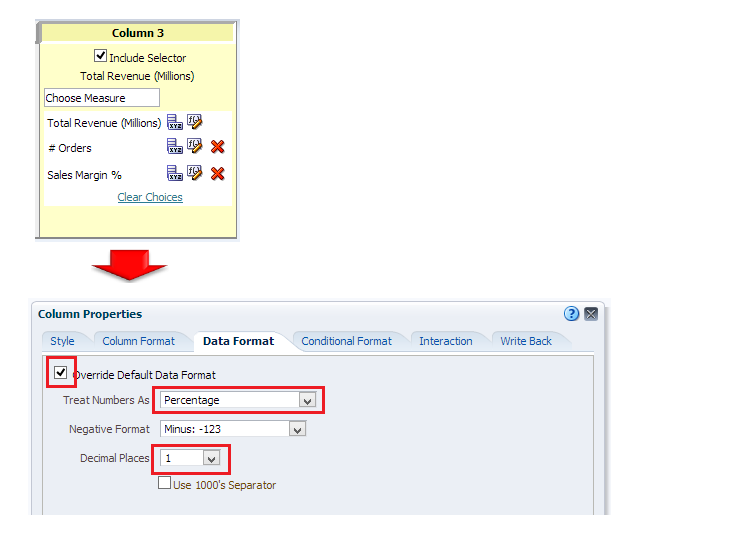 Column 3
Include Selector
Total Revenue (Millions)
Choose Measure
Total Revenue (Millions)
# Orders
Sales Margin %
Clear Choices
Column Properties
Style Column Format Data Format Conditional Format Interaction Write Back
Override Default Data Format
Treat Numbers As Percentage
Negative Format Minus: -123
Decimal Places 1
Use 1000's Separator